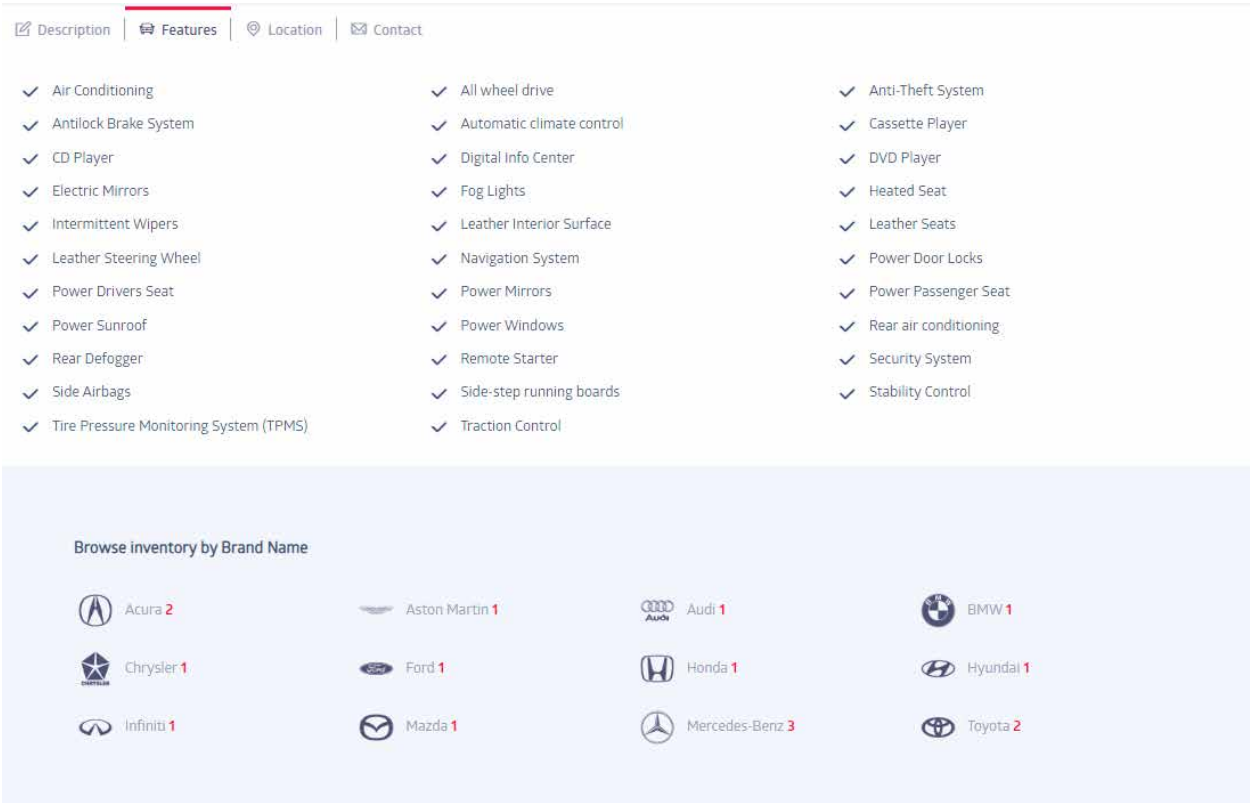 Description Features Location Contact
Air Conditioning All wheel drive Anti-Theft System
Antilock Brake System Automatic climate control Cassette Player
CD Player Digital Info Center DVD Player
Electric Mirrors Fog Lights Heated Seat
Intermittent Wipers Leather Interior Surface Leather Seats
Leather Steering Wheel Navigation System Power Door Locks
Power Drivers Seat Power Mirrors Power Passenger Seat
Power Sunroof Power Windows Rear air conditioning
Rear Defogger Remote Starter Security System
Side Airbags Side-step running boards Stability Control
Tire Pressure Monitoring System (TPMS) Traction Control
Browse inventory by Brand Name
Acura 2 Aston Martin 1 Audi Audi 1 BMW BMW 1
CHRYSLER Chrysler 1 Ford Ford 1 Honda 1 Hyundai 1
Infiniti 1 Mazda 1 Mercedes-Benz 3 Toyota 2